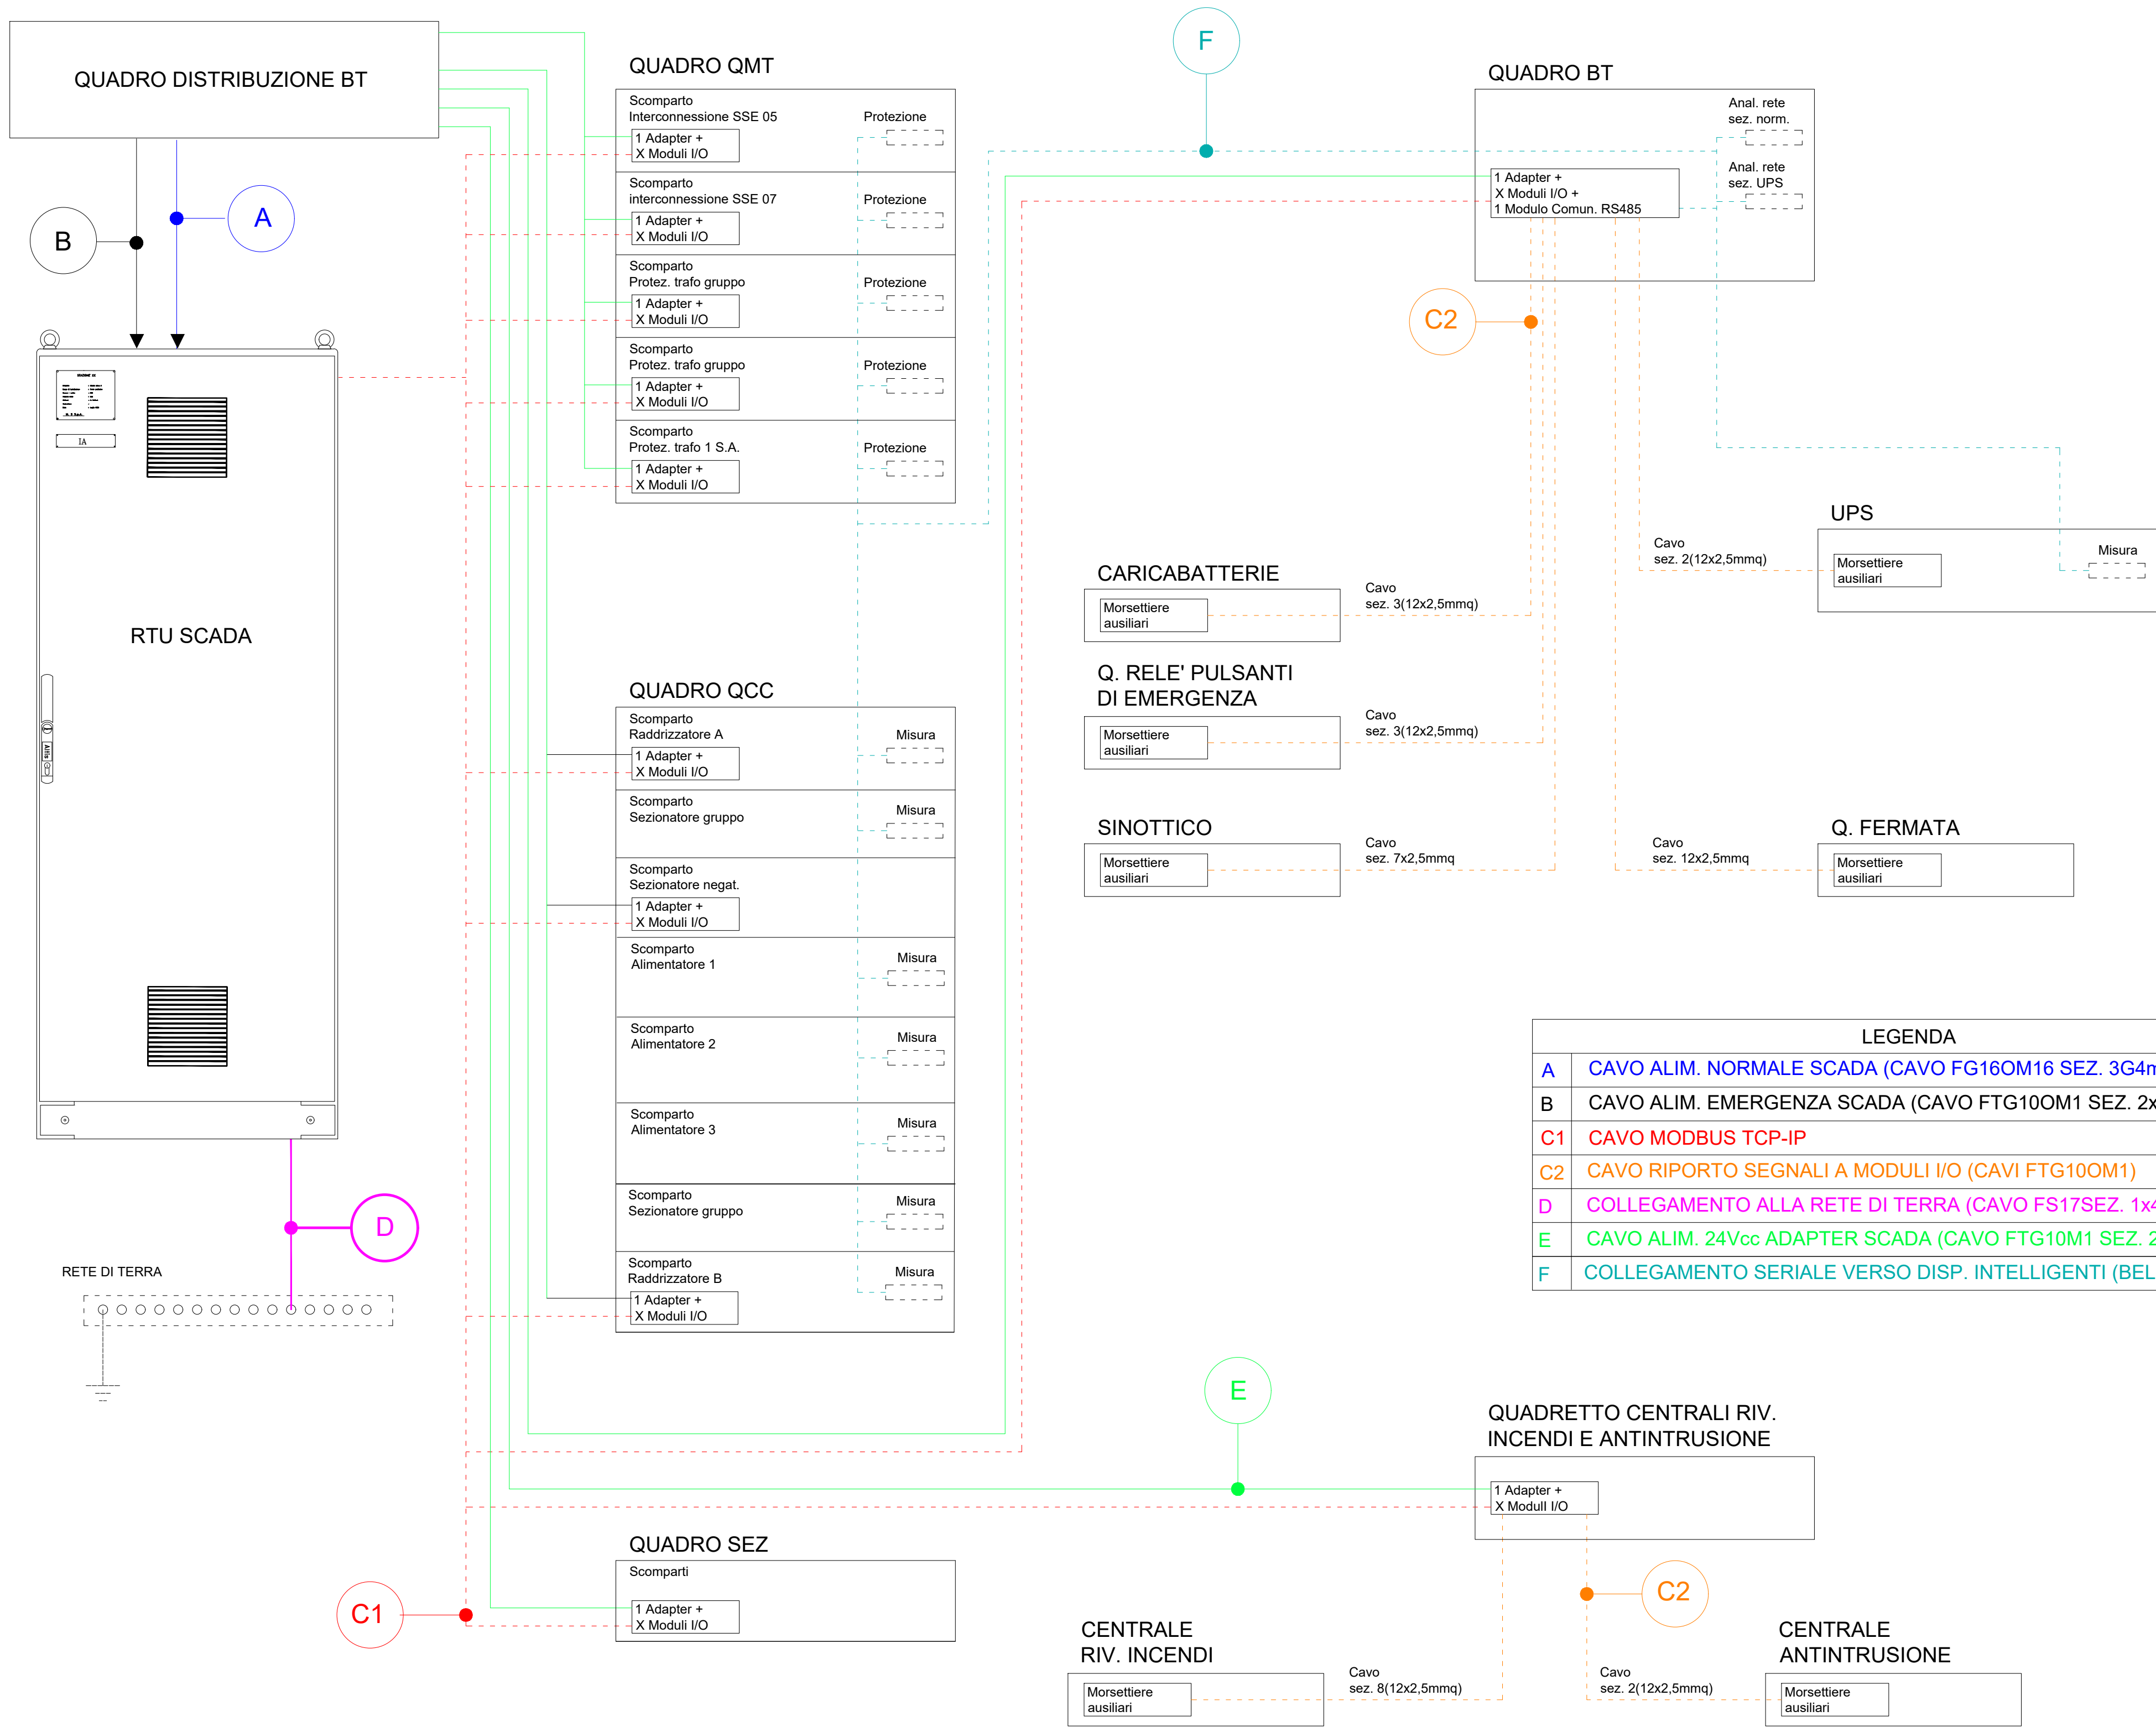 QUADRO DISTRIBUZIONE BT
B
A
RTU SCADA
IA
D
RETE DI TERRA
C1
QUADRO QMT
Scomparto
Interconnessione SSE 05
1 Adapter +
X Moduli I/O
Protezione
Scomparto
interconnessione SSE 07
1 Adapter +
X Moduli I/O
Protezione
Scomparto
Protez. trafo gruppo
1 Adapter +
X Moduli I/O
Protezione
Scomparto
Protez. trafo gruppo
1 Adapter +
X Moduli I/O
Protezione
Scomparto
Protez. trafo 1 S.A.
1 Adapter +
X Moduli I/O
Protezione
QUADRO QCC
Scomparto
Raddrizzatore A
1 Adapter +
X Moduli I/O
Misura
Scomparto
Sezionatore gruppo
Misura
Scomparto
Sezionatore negat.
1 Adapter +
X Moduli I/O
Scomparto
Alimentatore 1
Misura
Scomparto
Alimentatore 2
Misura
Scomparto
Alimentatore 3
Misura
Scomparto
Sezionatore gruppo
Misura
Scomparto
Raddrizzatore B
1 Adapter +
X Moduli I/O
Misura
QUADRO SEZ
Scomparti
1 Adapter +
X Moduli I/O
F
QUADRO BT
Anal. rete
sez. norm.
Anal. rete
sez. UPS
1 Adapter +
X Moduli I/O +
1 Modulo Comun. RS485
C2
UPS
Cavo
sez. 2(12x2,5mmq)
Morsettiere
ausiliari
Misura
CARICABATTERIE
Morsettiere
ausiliari
Cavo
sez. 3(12x2,5mmq)
Q. RELE' PULSANTI
DI EMERGENZA
Morsettiere
ausiliari
Cavo
sez. 3(12x2,5mmq)
SINOTTICO
Morsettiere
ausiliari
Cavo
sez. 7x2,5mmq
Cavo
sez. 12x2,5mmq
Q. FERMATA
Morsettiere
ausiliari
LEGENDA
A CAVO ALIM. NORMALE SCADA (CAVO FG16OM16 SEZ. 3G4m
B CAVO ALIM. EMERGENZA SCADA (CAVO FTG10OM1 SEZ. 2x
C1 CAVO MODBUS TCP-IP
C2 CAVO RIPORTO SEGNALI A MODULI I/O (CAVI FTG10OM1)
D COLLEGAMENTO ALLA RETE DI TERRA (CAVO FS17SEZ. 1x4
E CAVO ALIM. 24Vcc ADAPTER SCADA (CAVO FTG10M1 SEZ. 2
F COLLEGAMENTO SERIALE VERSO DISP. INTELLIGENTI (BEL
E
QUADRETTO CENTRALI RIV.
INCENDI E ANTINTRUSIONE
1 Adapter +
X Modull I/O
C2
CENTRALE
RIV. INCENDI
Morsettiere
ausiliari
Cavo
sez. 8(12x2,5mmq)
Cavo
sez. 2(12x2,5mmq)
CENTRALE
ANTINTRUSIONE
Morsettiere
ausiliari